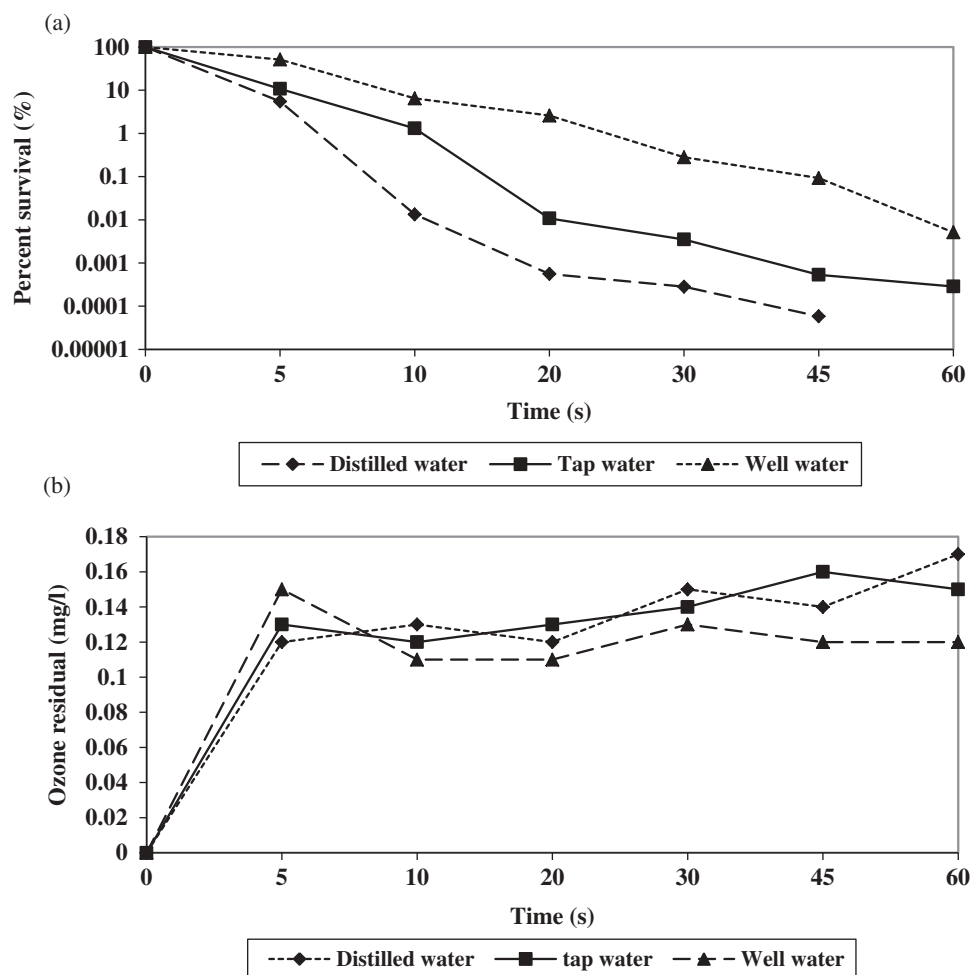 (a)
Percent survival (%)
100
10
1
0.1
0.01
0.001
0.0001
0.00001
0 5 10 20 30 45 60
Time (s)
Distilled water Tap water Well water
(b)
Ozone residual (mg/l)
0.18
0.16
0.14
0.12
0.1
0.08
0.06
0.04
0.02
0
0 5 10 20 30 45 60
Time (s)
Distilled water tap water Well water